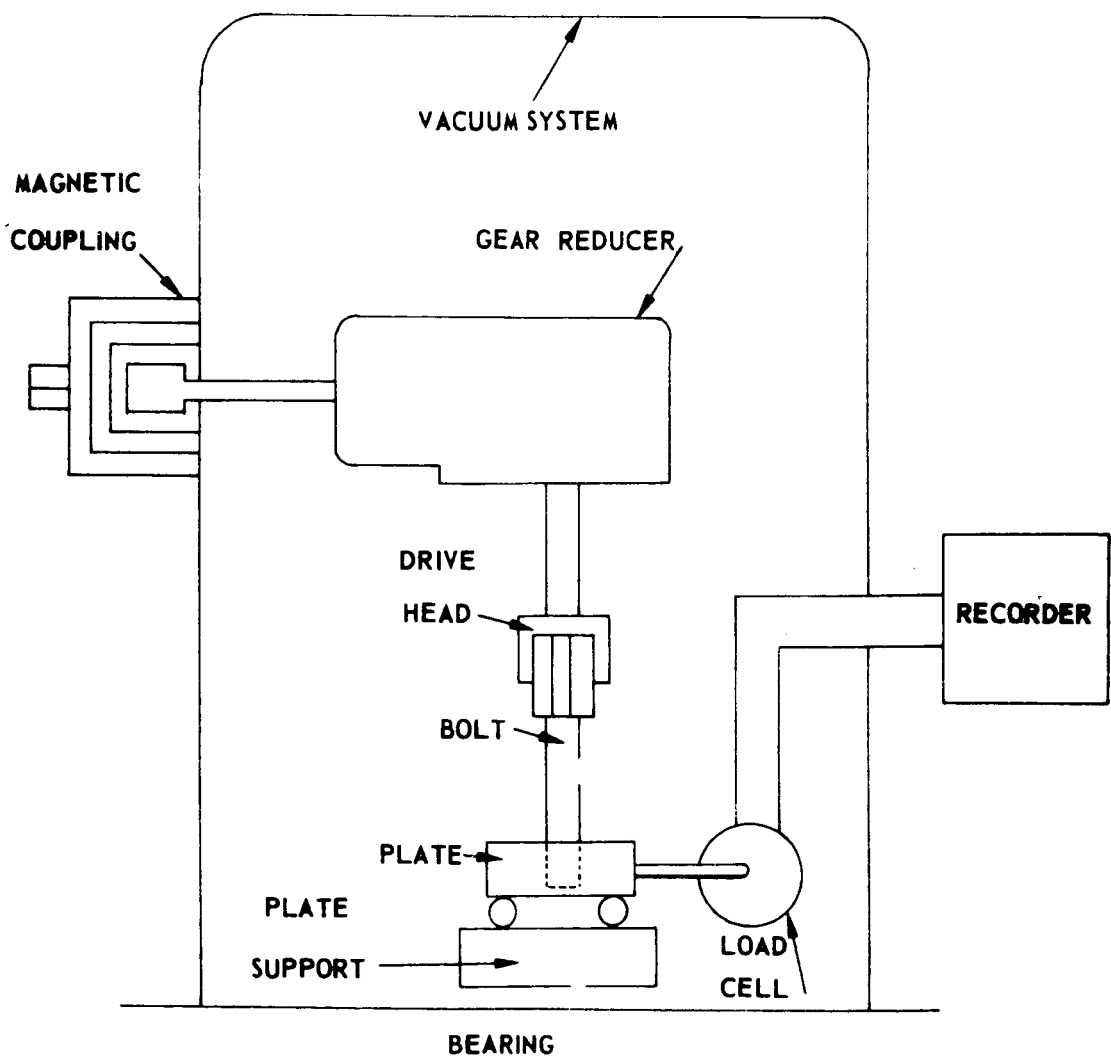 VACUUM SYSTEM
MAGNETIC
COUPLING
GEAR REDUCER
DRIVE
HEAD
RECORDER
BOLT
PLATE
PLATE
SUPPORT
LOAD
CELL
BEARING